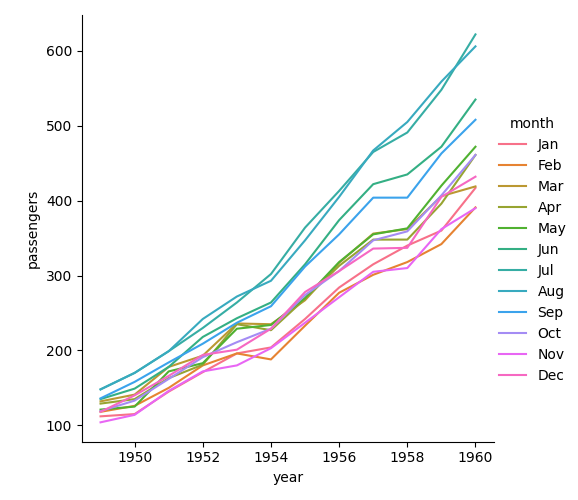 600
500
400
300
200
100
passengers
1950 1952 1954 1956 1958 1960
year
month
Jan
Feb
Mar
Apr
May
Jun
Jul
Aug
Sep
Oct
Nov
Dec